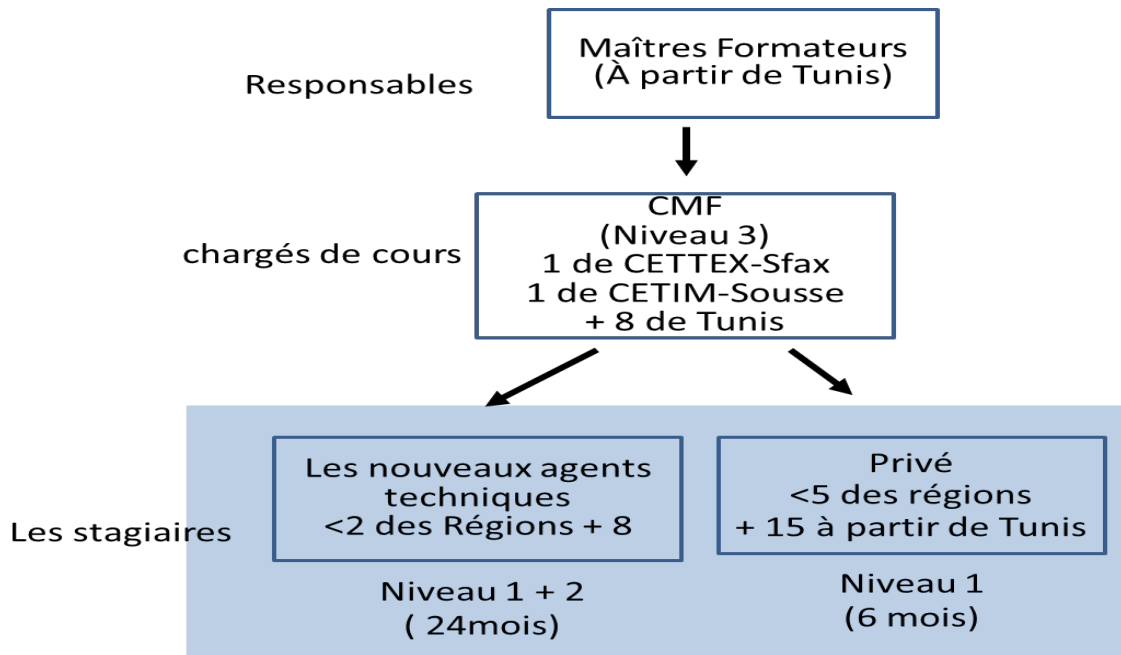 Responsables
Maîtres Formateurs
(À partir de Tunis)
chargés de cours
CMF
(Niveau 3)
1 de CETTEX-Sfax
1 de CETIM-Sousse
+ 8 de Tunis
Les stagiaires
Les nouveaux agents
techniques
<2 des Régions + 8
Niveau 1 + 2
( 24mois)
Privé
<5 des régions
+ 15 à partir de Tunis
Niveau 1
(6 mois)